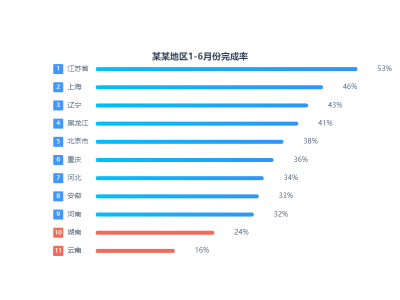 某某地区1-6月份完成率
1 江苏省 53%
2 上海 46%
3 辽宁 43%
4 黑龙江 41%
5 北京市 38%
6 重庆 36%
7 河北 34%
8 安徽 33%
9 河南 32%
10 湖南 24%
11 云南 16%